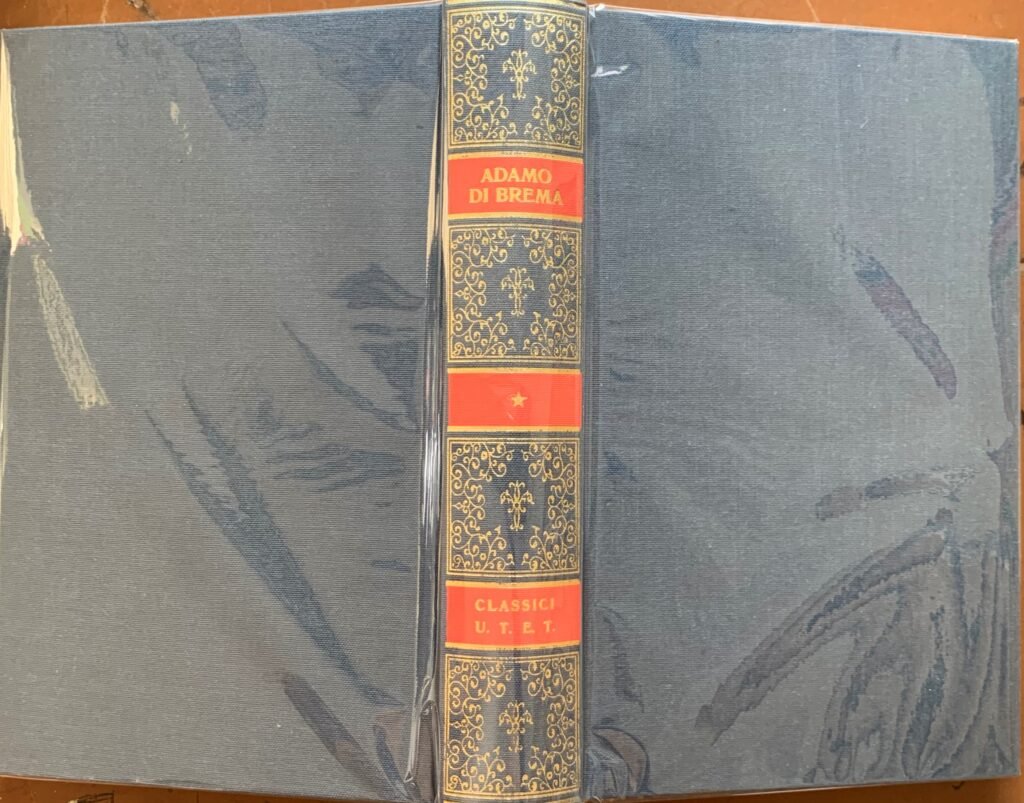 ADAMO
DI BREMA
CLASSICI
U. T. E. T.